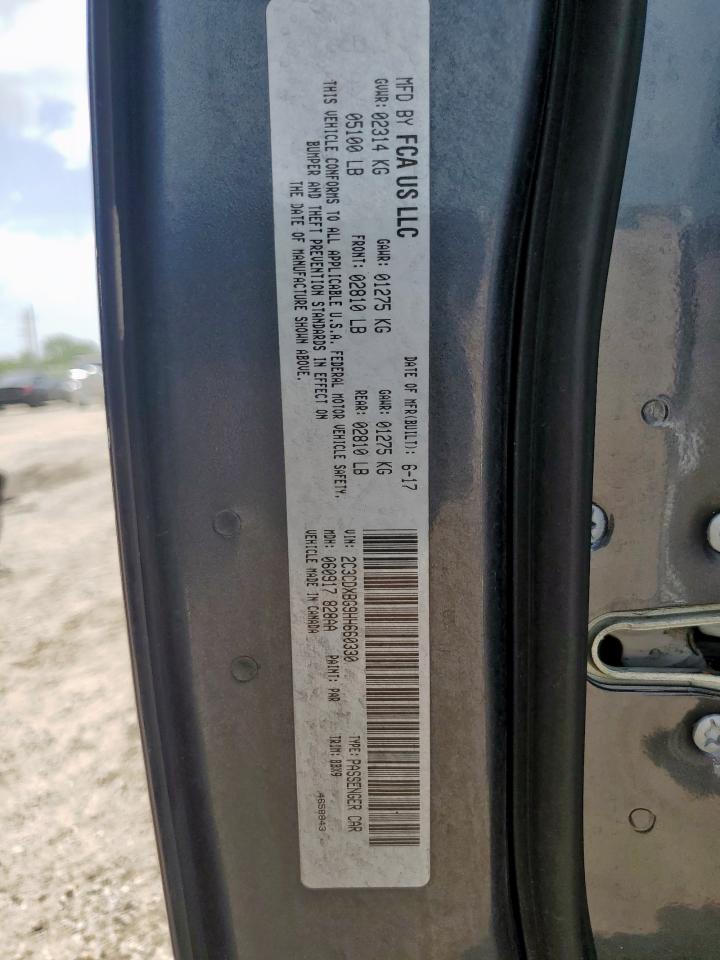 MFD BY FCA US LLC DATE OF MFR(BUILT): 6-17
GVWR: 02314 KG GAWR: 01275 KG GAWR: 01275 KG
05100 LB FRONT: 02810 LB REAR: 02810 LB
THIS VEHICLE CONFORMS TO ALL APPLICABLE U.S.A. FEDERAL MOTOR VEHICLE SAFETY,
BUMPER AND THEFT PREVENTION STANDARDS IN EFFECT ON
THE DATE OF MANUFACTURE SHOWN ABOVE.
VIN: 2C3CDXBG9HH660330 TYPE: PASSENGER CAR
MDH: 060917 828AA PAINT: PAR TRIM: BBX9
VEHICLE MADE IN CANADA 4658843